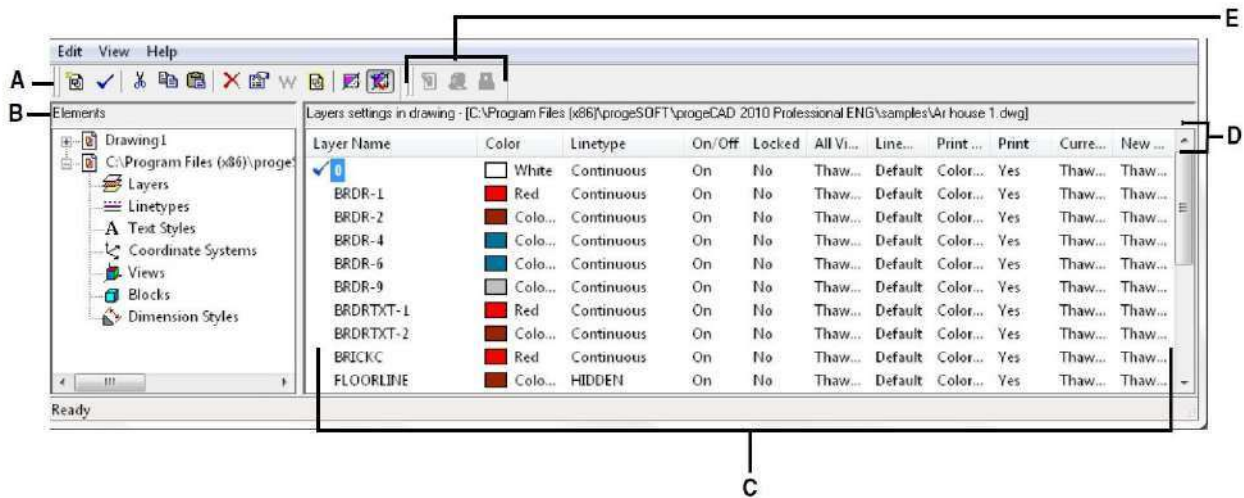 E
Edit View Help
A
W
B
Elements
Layers settings in drawing - [C:\Program Files (x86)\progeSOFT\progeCAD 2010 Professional ENG\samples\Ar house 1.dwg]
D
Drawing1
C:\Program Files (x86)\proge
Layers
Linetypes
A Text Styles
Coordinate Systems
Views
Blocks
Dimension Styles
Layer Name Color Linetype On/Off Locked All Vi... Line... Print ... Print Curre... New ...
0 White Continuous On No Thaw... Default Color... Yes Thaw... Thaw...
BRDR-1 Red Continuous On No Thaw... Default Color... Yes Thaw... Thaw...
BRDR-2 Colo... Continuous On No Thaw... Default Color... Yes Thaw... Thaw...
BRDR-4 Colo... Continuous On No Thaw... Default Color... Yes Thaw... Thaw...
BRDR-6 Colo... Continuous On No Thaw... Default Color... Yes Thaw... Thaw...
BRDR-9 Colo... Continuous On No Thaw... Default Color... Yes Thaw... Thaw...
BRDRTXT-1 Red Continuous On No Thaw... Default Color... Yes Thaw... Thaw...
BRDRTXT-2 Colo... Continuous On No Thaw... Default Color... Yes Thaw... Thaw...
BRICKC Red Continuous On No Thaw... Default Color... Yes Thaw... Thaw...
FLOORLINE Colo... HIDDEN On No Thaw... Default Color... Yes Thaw... Thaw...
Ready
C